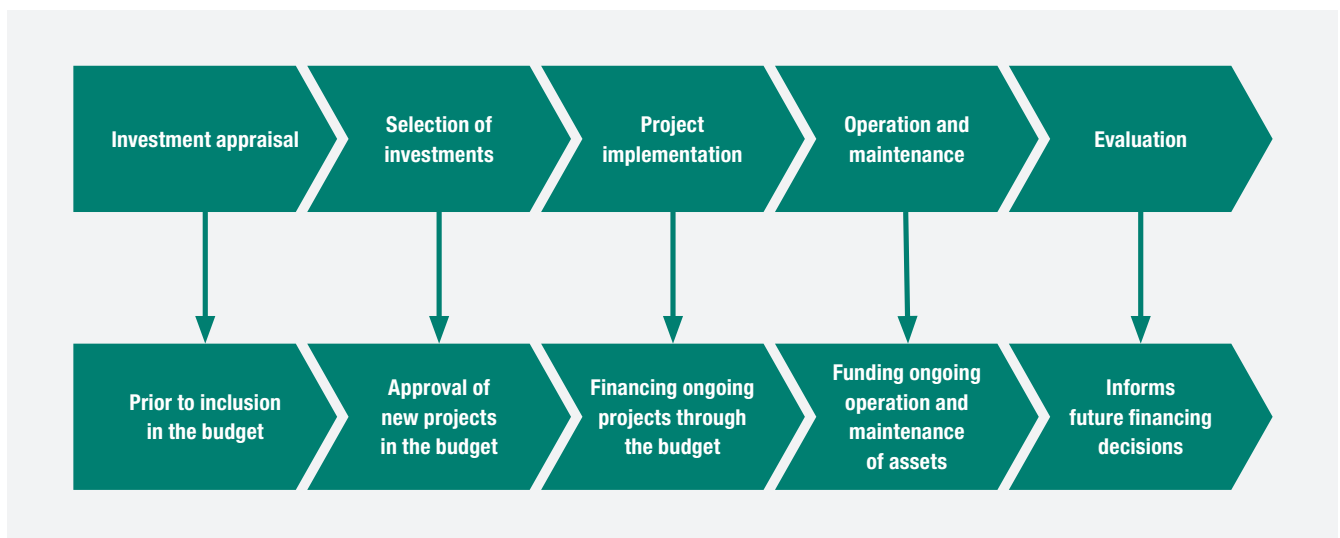 Investment appraisal
Selection of
investments
Project
implementation
Operation and
maintenance
Evaluation
Prior to inclusion
in the budget
Approval of
new projects
in the budget
Financing ongoing
projects through
the budget
Funding ongoing
operation and
maintenance
of assets
Informs
future financing
decisions